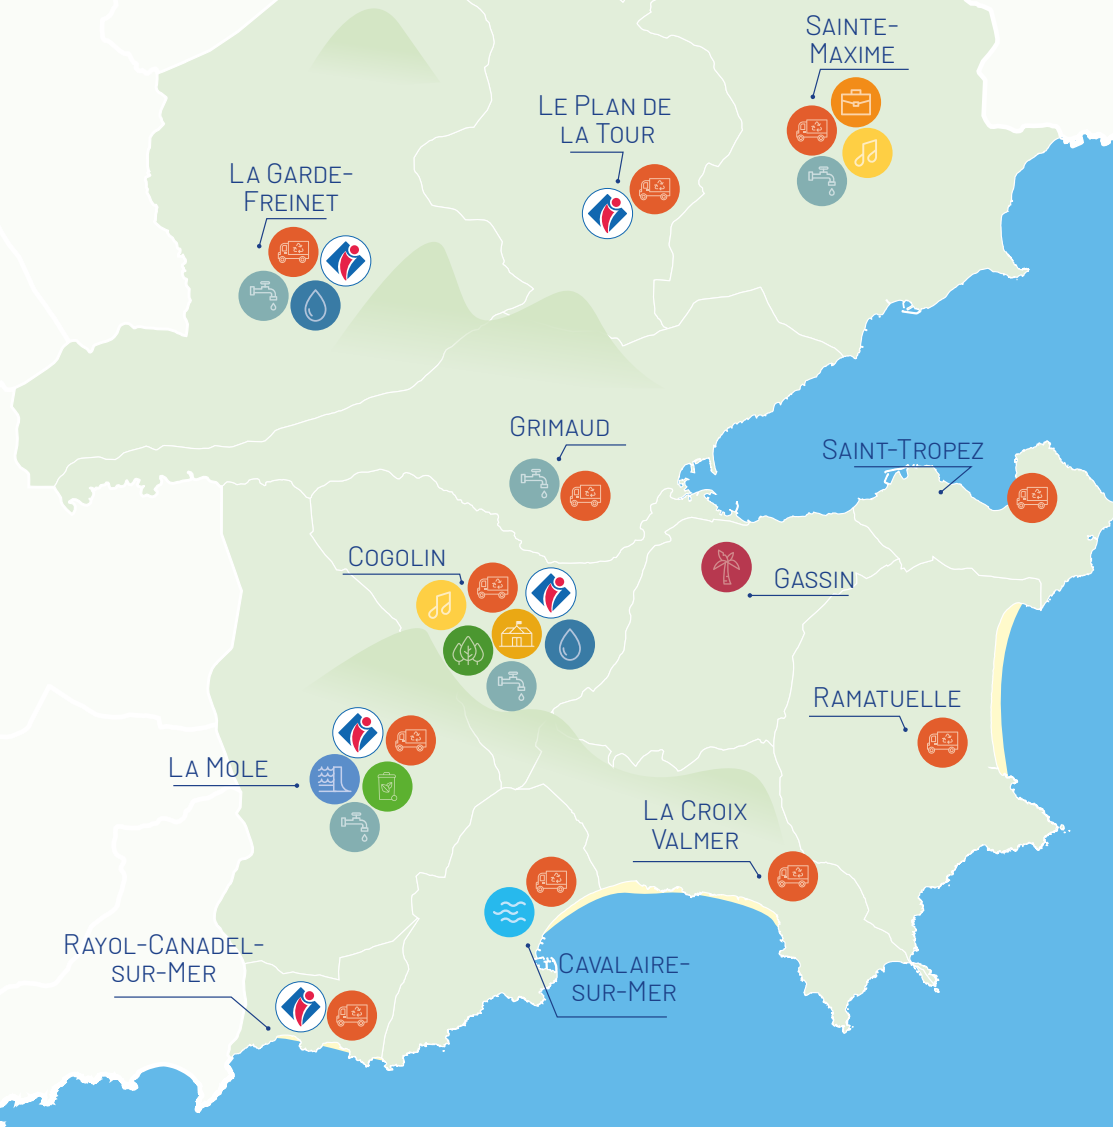 SAINTE-
MAXIME
LE PLAN DE
LA TOUR
LA GARDE-
FREINET
GRIMAUD
SAINT-TROPEZ
COGOLIN
GASSIN
RAMATUELLE
LA MOLE
LA CROIX
VALMER
RAYOL-CANADEL-
SUR-MER
CAVALAIRE-
SUR-MER